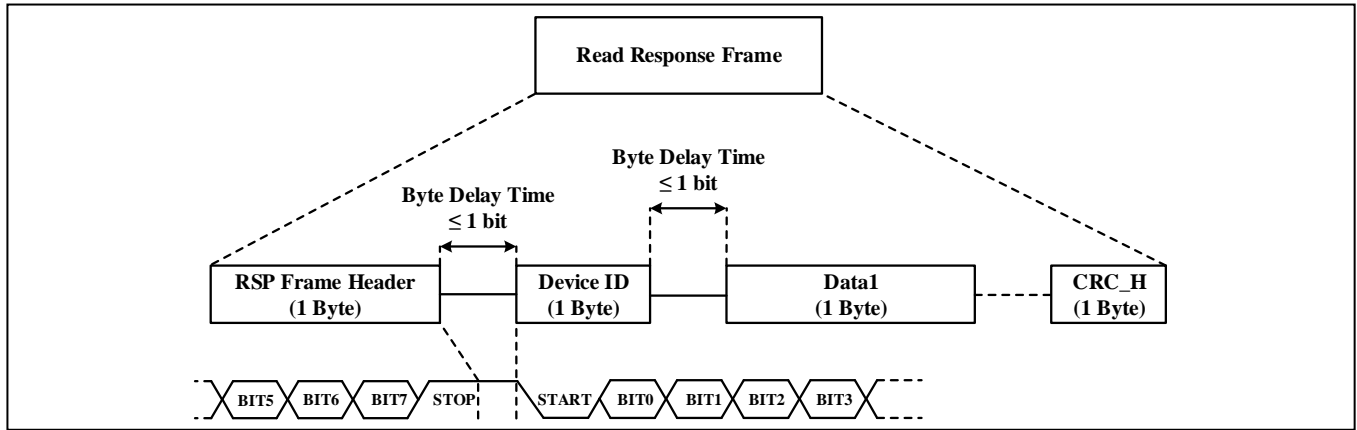 Read Response Frame
Byte Delay Time
≤ 1 bit
Byte Delay Time
≤ 1 bit
RSP Frame Header
(1 Byte)
Device ID
(1 Byte)
Data1
(1 Byte)
CRC_H
(1 Byte)
BIT5 BIT6 BIT7 STOP START BIT0 BIT1 BIT2 BIT3